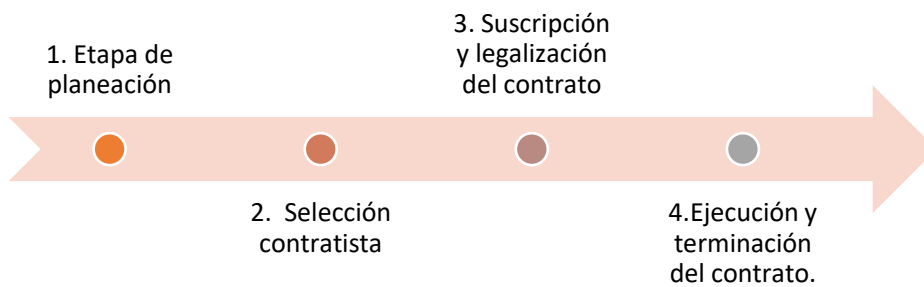 1. Etapa de
planeación
2. Selección
contratista
3. Suscripción
y legalización
del contrato
4.Ejecución y
terminación
del contrato.